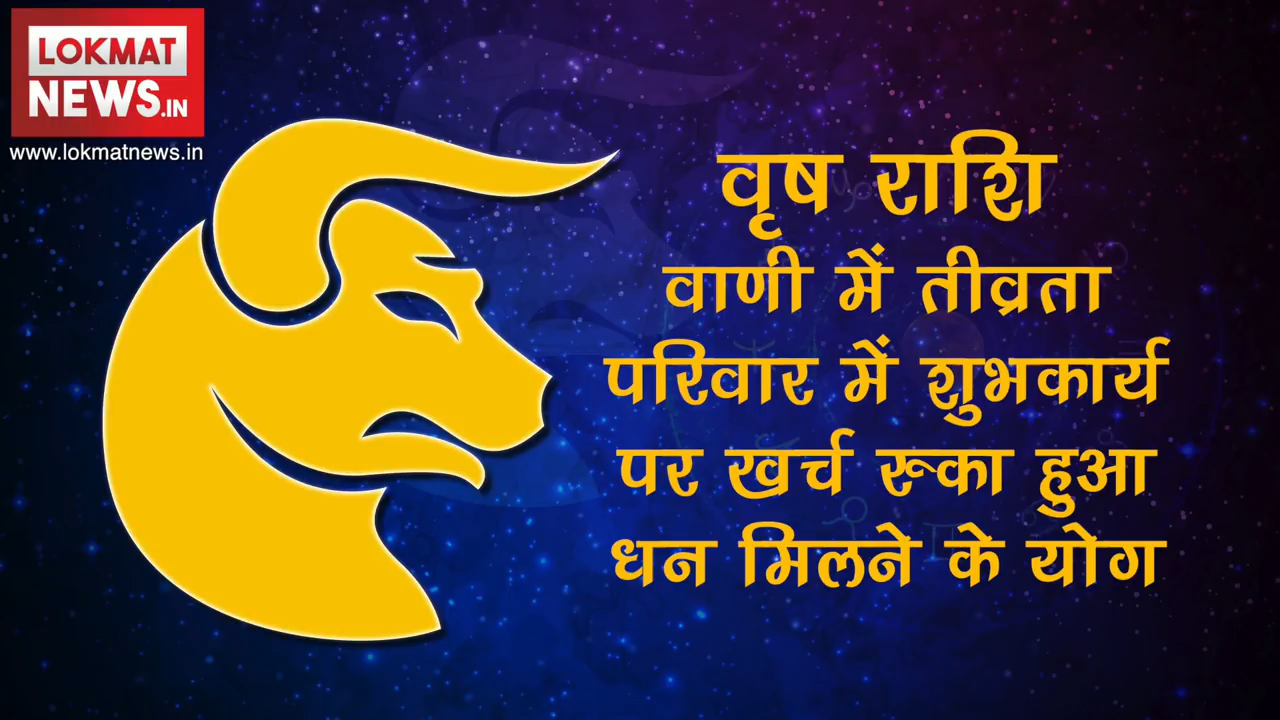 LOKMAT
NEWS.IN
www.lokmatnews.in
वृष राशि
वाणी में तीव्रता
परिवार में शुभकार्य
पर खर्च रूका हुआ
धन मिलने के योग